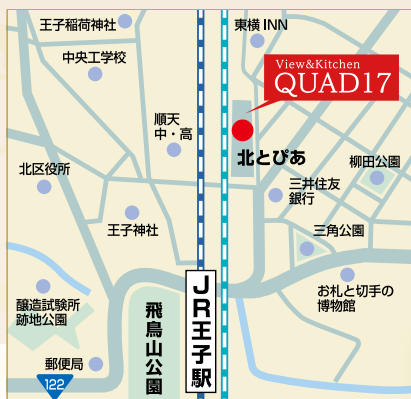 王子稲荷神社
東横INN
中央工学校
View&Kitchen
QUAD17
順天
中・高
北とぴあ
柳田公園
北区役所
三井住友
銀行
王子神社
三角公園
JR王子駅
お札と切手の
博物館
醸造試験所
跡地公園
飛鳥山公園
郵便局
122